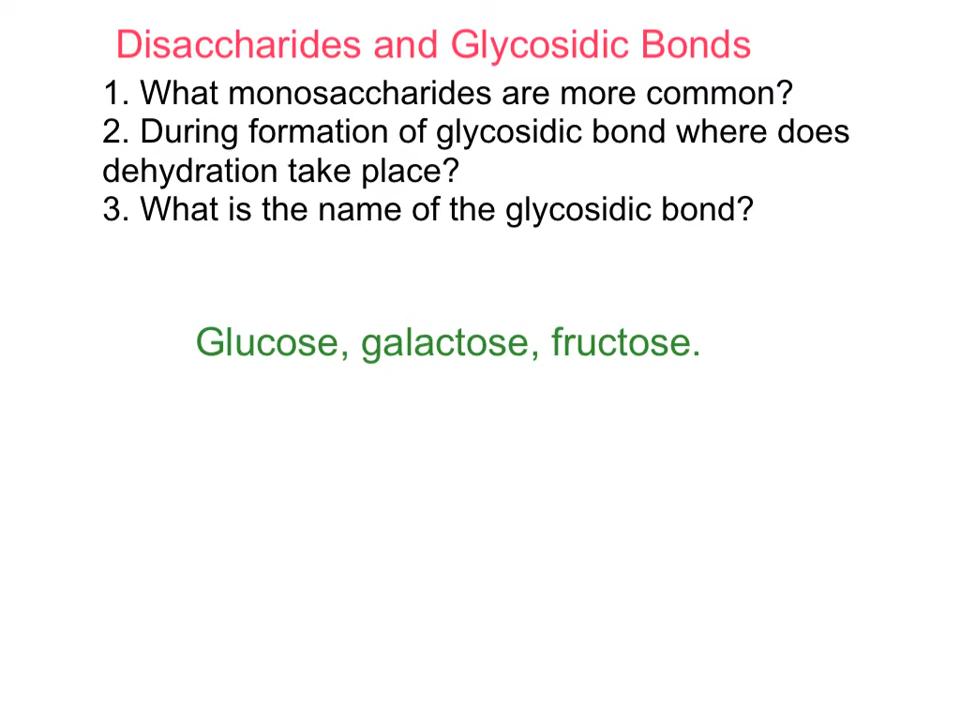 Disaccharides and Glycosidic Bonds
1. What monosaccharides are more common?
2. During formation of glycosidic bond where does
dehydration take place?
3. What is the name of the glycosidic bond?
Glucose, galactose, fructose.